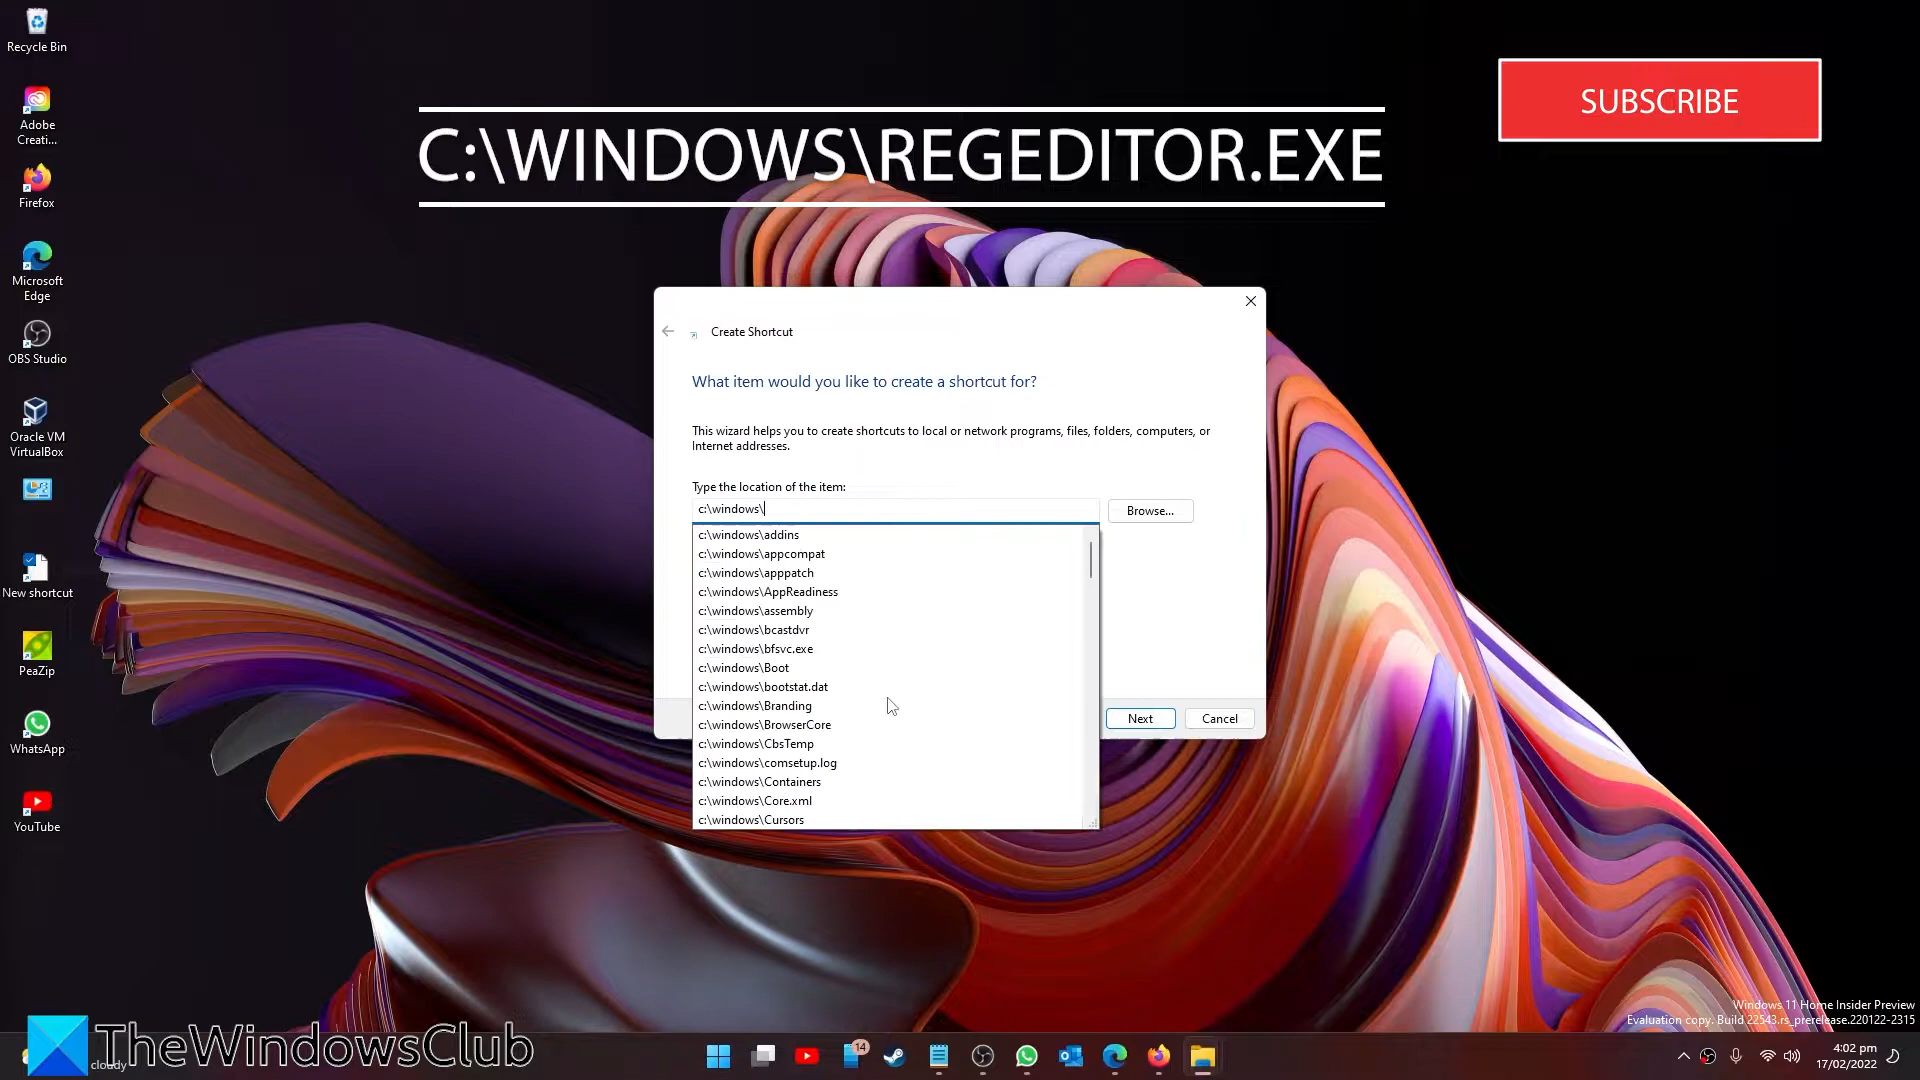 Recycle Bin
Adobe
Creati...
Firefox
Microsoft
Edge
OBS Studio
Oracle VM
VirtualBox
New shortcut
PeaZip
WhatsApp
YouTube
C:\WINDOWS\REGEDITOR.EXE
SUBSCRIBE
Create Shortcut
What item would you like to create a shortcut for?
This wizard helps you to create shortcuts to local or network programs, files, folders, computers, or
Internet addresses.
Type the location of the item:
c:\windows\
Browse...
c:\windows\addins
c:\windows\appcompat
c:\windows\apppatch
c:\windows\AppReadiness
c:\windows\assembly
c:\windows\bcastdvr
c:\windows\bfsvc.exe
c:\windows\Boot
c:\windows\bootstat.dat
c:\windows\Branding
c:\windows\BrowserCore
c:\windows\CbsTemp
c:\windows\comsetup.log
c:\windows\Containers
c:\windows\Core.xml
c:\windows\Cursors
Next
Cancel
Windows 11 Home Insider Preview
Evaluation copy. Build 22543.rs_prerelease.220122-2315
TheWindowsClub
cloudy
14
4:02 pm
17/02/2022